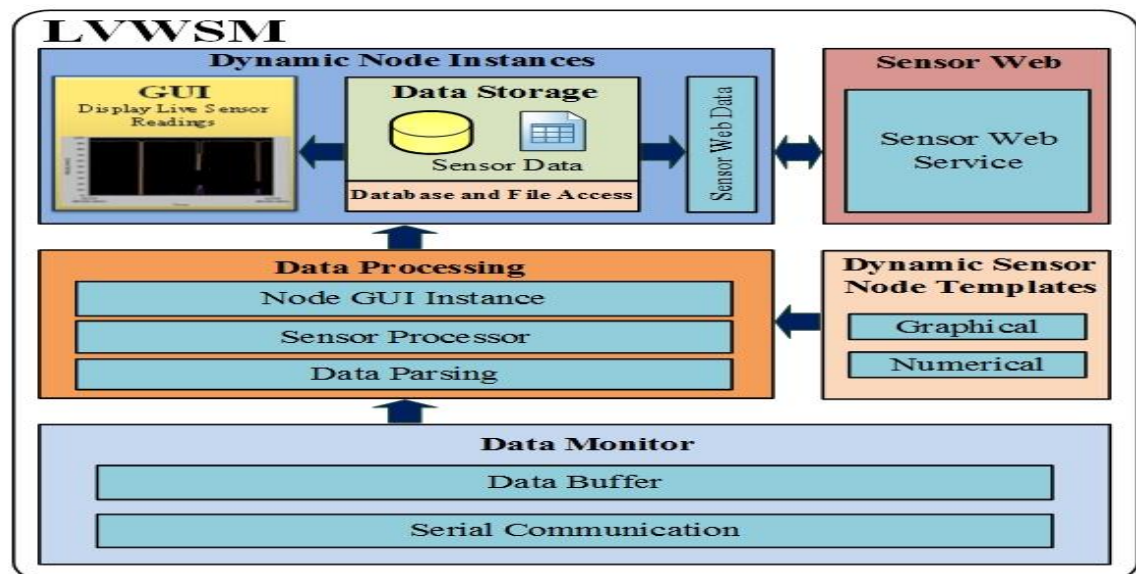 LVWSM
Dynamic Node Instances
GUI
Display Live Sensor
Readings
Data Storage
Sensor Data
Database and File Access
Sensor Web Data
Sensor Web
Sensor Web
Service
Data Processing
Node GUI Instance
Sensor Processor
Data Parsing
Dynamic Sensor
Node Templates
Graphical
Numerical
Data Monitor
Data Buffer
Serial Communication